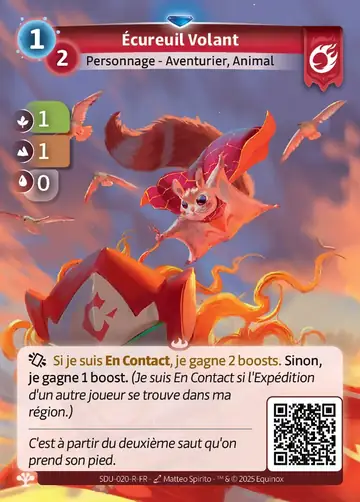 1
2
Écureuil Volant
Personnage - Aventurier, Animal
1
1
0
Si je suis En Contact, je gagne 2 boosts. Sinon,
je gagne 1 boost. (Je suis En Contact si l'Expédition
d'un autre joueur se trouve dans ma
région.)
C'est à partir du deuxième saut qu'on
prend son pied.
SDU-020-R-FR - Matteo Spirito - ™ & © 2025 Equinox